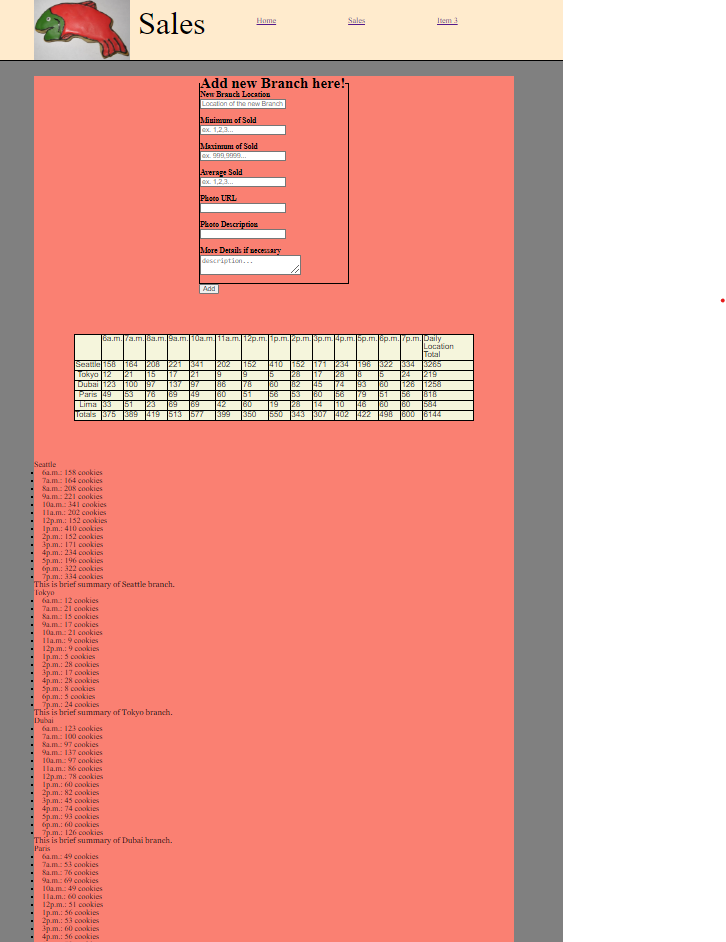 Sales
Home Sales Item 3
Add new Branch here!
New Branch Location
Location of the new Branch
Minimum of Sold
ex. 1,2,3...
Maximum of Sold
ex. 999,9999...
Average Sold
ex. 1,2,3...
Photo URL
Photo Description
More Details if necessary
description...
Add
6a.m. 7a.m. 8a.m. 9a.m. 10a.m. 11a.m. 12p.m. 1p.m. 2p.m. 3p.m. 4p.m. 5p.m. 6p.m. 7p.m. Daily Location Total
Seattle 158 164 208 221 341 202 152 410 152 171 234 196 322 334 3265
Tokyo 12 21 15 17 21 9 9 5 28 17 28 8 5 24 219
Dubai 123 100 97 137 97 86 78 60 82 45 74 93 60 126 1258
Paris 49 53 76 69 49 60 51 56 53 60 56 79 51 56 818
Lima 33 51 23 69 69 42 60 19 28 14 10 46 60 60 584
Totals 375 389 419 513 577 399 350 550 343 307 402 422 498 600 6144
Seattle
6a.m.: 158 cookies
7a.m.: 164 cookies
8a.m.: 208 cookies
9a.m.: 221 cookies
10a.m.: 341 cookies
11a.m.: 202 cookies
12p.m.: 152 cookies
1p.m.: 410 cookies
2p.m.: 152 cookies
3p.m.: 171 cookies
4p.m.: 234 cookies
5p.m.: 196 cookies
6p.m.: 322 cookies
7p.m.: 334 cookies
This is brief summary of Seattle branch.
Tokyo
6a.m.: 12 cookies
7a.m.: 21 cookies
8a.m.: 15 cookies
9a.m.: 17 cookies
10a.m.: 21 cookies
11a.m.: 9 cookies
12p.m.: 9 cookies
1p.m.: 5 cookies
2p.m.: 28 cookies
3p.m.: 17 cookies
4p.m.: 28 cookies
5p.m.: 8 cookies
6p.m.: 5 cookies
7p.m.: 24 cookies
This is brief summary of Tokyo branch.
Dubai
6a.m.: 123 cookies
7a.m.: 100 cookies
8a.m.: 97 cookies
9a.m.: 137 cookies
10a.m.: 97 cookies
11a.m.: 86 cookies
12p.m.: 78 cookies
1p.m.: 60 cookies
2p.m.: 82 cookies
3p.m.: 45 cookies
4p.m.: 74 cookies
5p.m.: 93 cookies
6p.m.: 60 cookies
7p.m.: 126 cookies
This is brief summary of Dubai branch.
Paris
6a.m.: 49 cookies
7a.m.: 53 cookies
8a.m.: 76 cookies
9a.m.: 69 cookies
10a.m.: 49 cookies
11a.m.: 60 cookies
12p.m.: 51 cookies
1p.m.: 56 cookies
2p.m.: 53 cookies
3p.m.: 60 cookies
4p.m.: 56 cookies